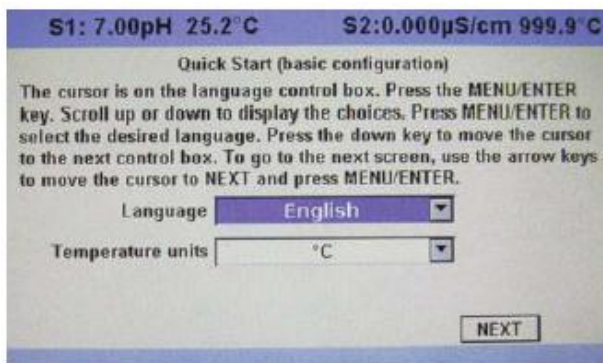 S1: 7.00pH 25.2°C S2:0.000µS/cm 999.9°C
Quick Start (basic configuration)
The cursor is on the language control box. Press the MENU/ENTER
key. Scroll up or down to display the choices. Press MENU/ENTER to
select the desired language. Press the down key to move the cursor
to the next control box. To go to the next screen, use the arrow keys
to move the cursor to NEXT and press MENU/ENTER.
Language English
Temperature units °C
NEXT